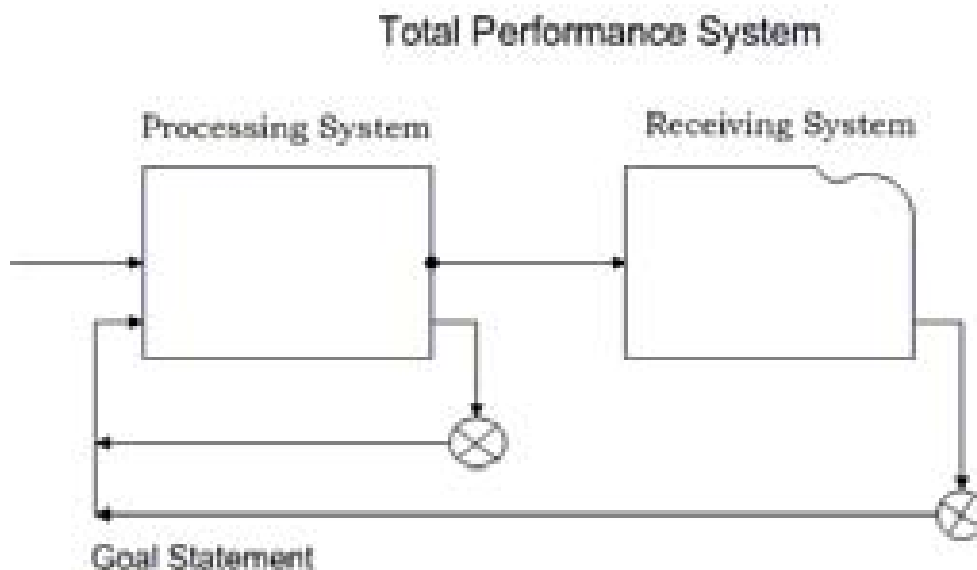 Total Performance System
Processing System
Receiving System
Goal Statement